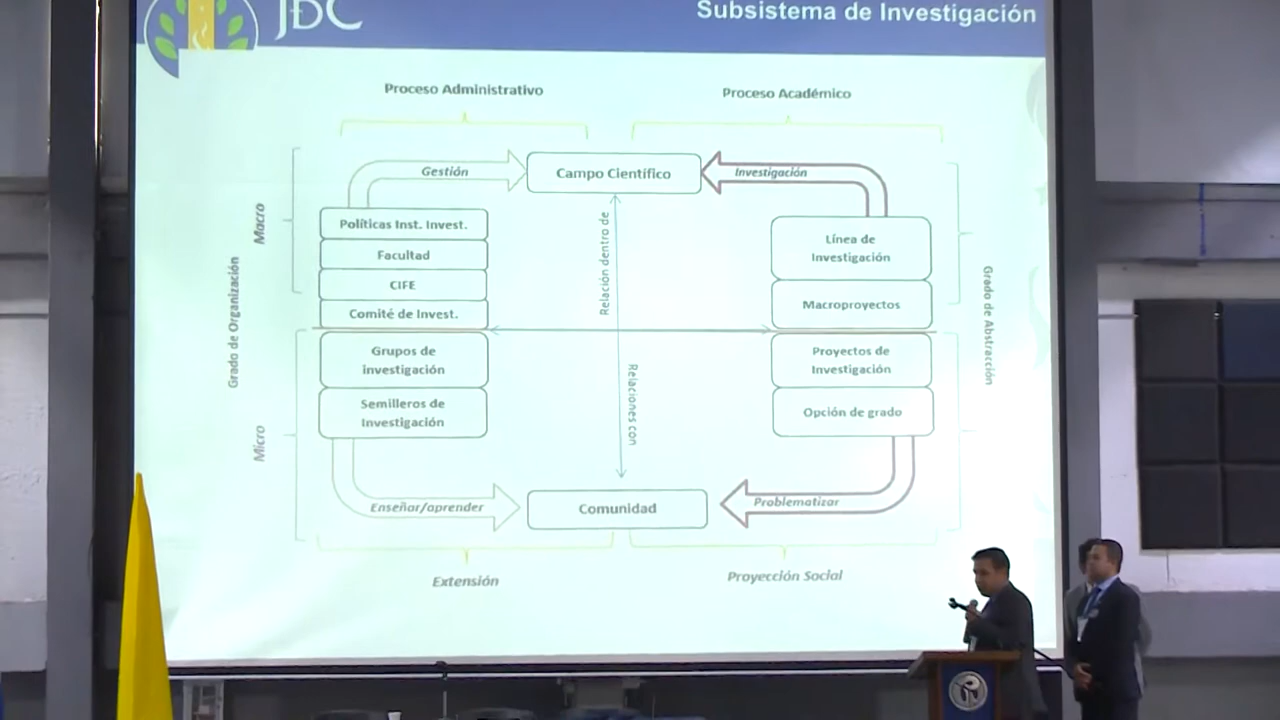 JDC
Subsistema de Investigación
Proceso Administrativo
Proceso Académico
Gestión
Campo Científico
Investigación
Macro
Políticas Inst. Invest.
Facultad
CIFE
Comité de Invest.
Relación dentro de
Línea de
Investigación
Macroproyectos
Grado de Organización
Grado de Abstracción
Micro
Grupos de
investigación
Semilleros de
Investigación
Relaciones con
Proyectos de
Investigación
Opción de grado
Enseñar/aprender
Comunidad
Problematizar
Extensión
Proyección Social